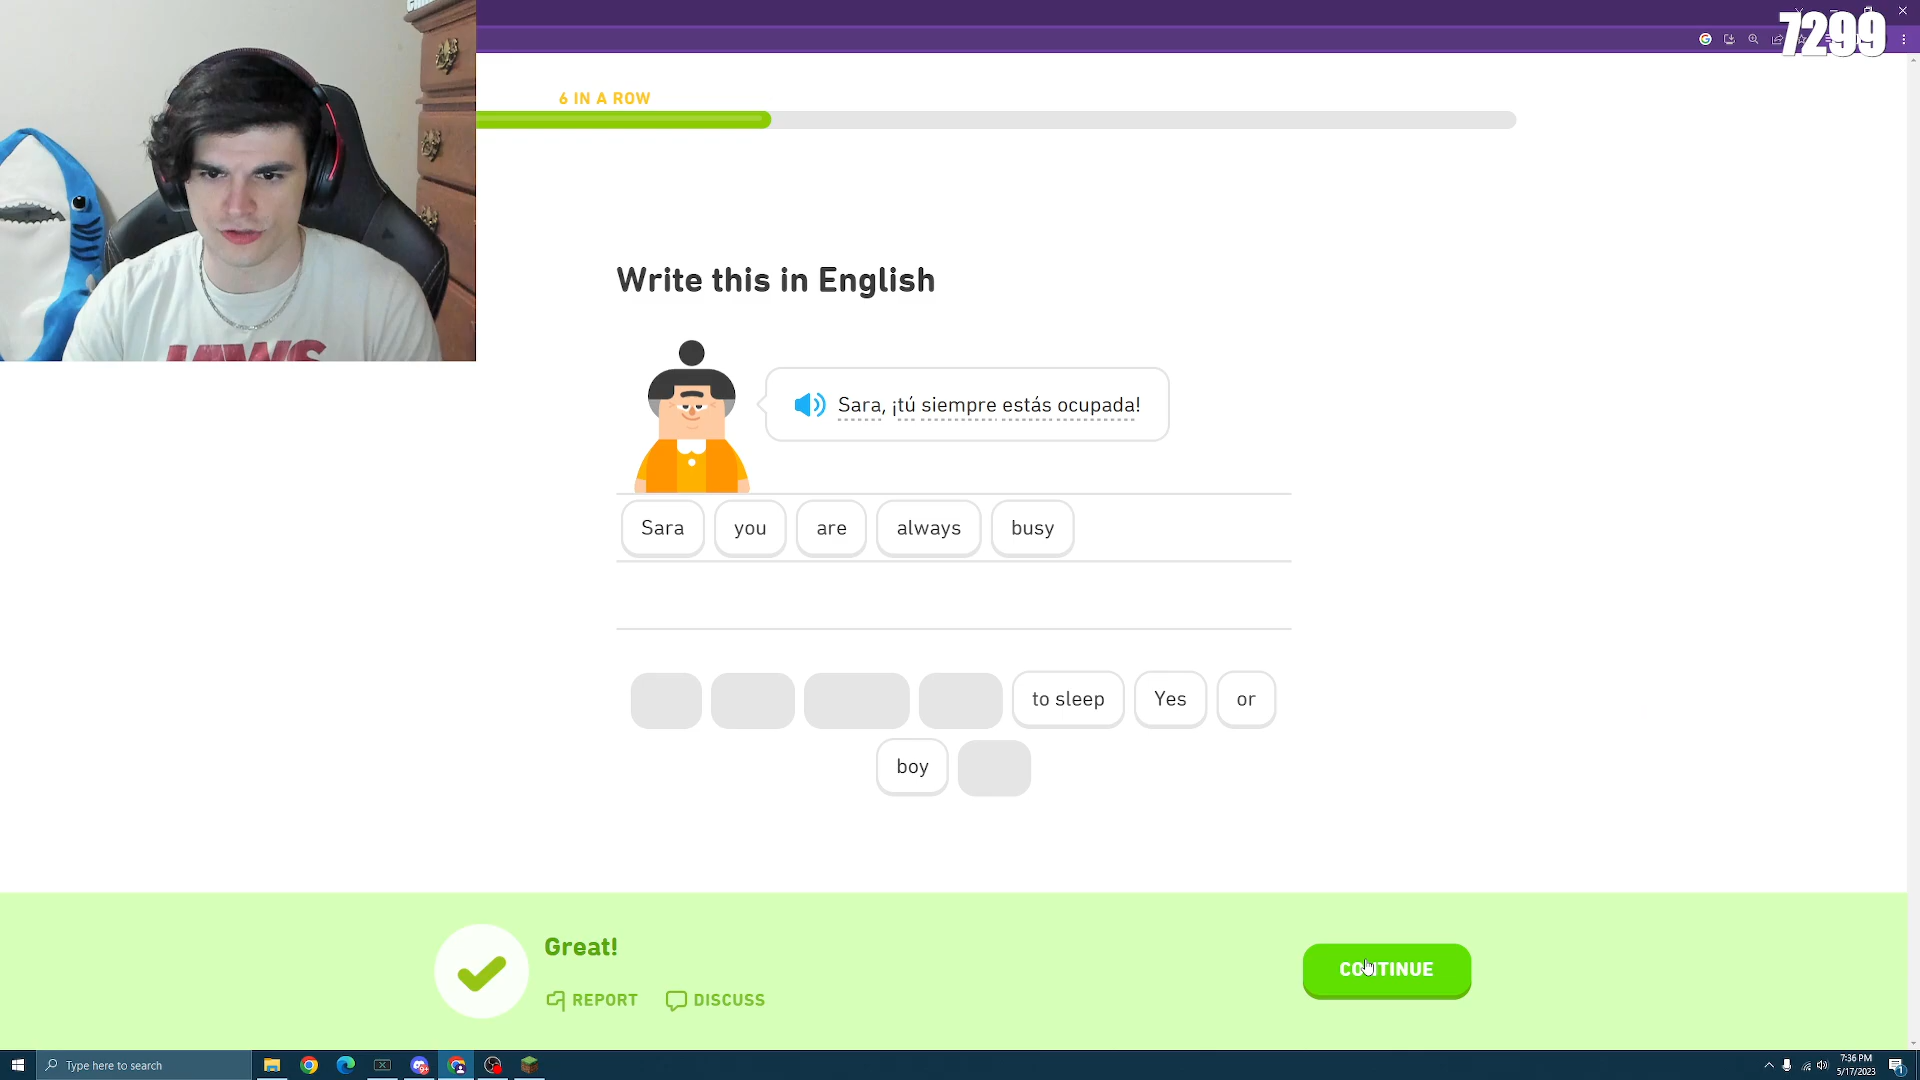 7299
6 IN A ROW
Write this in English
Sara, ¡tú siempre estás ocupada!
Sara you are always busy
to sleep Yes or
boy
JAWS
Great!
REPORT DISCUSS
CONTINUE
Type here to search
7:36 PM
5/17/2023